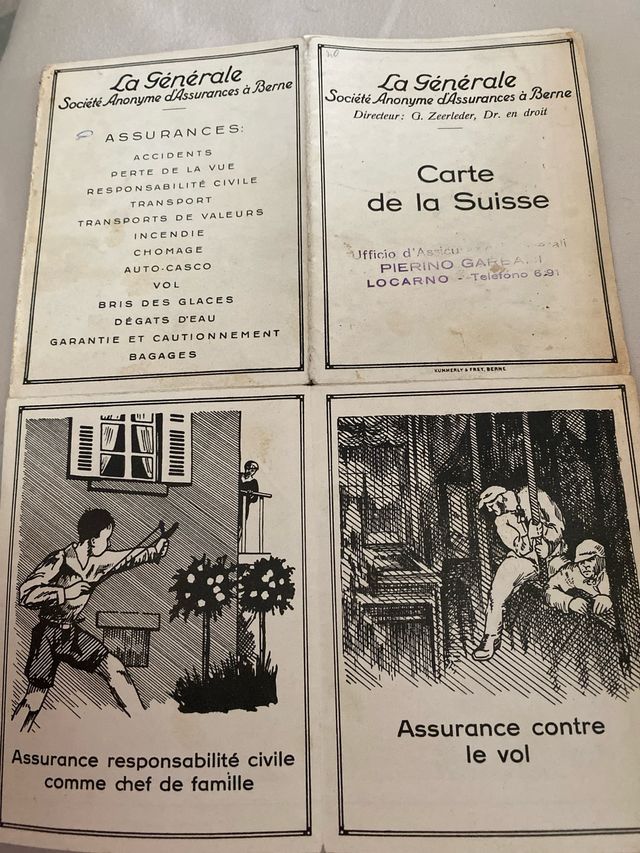 La Générale
Société Anonyme d'Assurances à Berne
ASSURANCES:
ACCIDENTS
PERTE DE LA VUE
RESPONSABILITÉ CIVILE
TRANSPORT
TRANSPORTS DE VALEURS
INCENDIE
CHOMAGE
AUTO-CASCO
VOL
BRIS DES GLACES
DÉGATS D'EAU
GARANTIE ET CAUTIONNEMENT
BAGAGES
La Générale
Société Anonyme d'Assurances à Berne
Directeur: G. Zeerleder, Dr. en droit
Carte
de la Suisse
Ufficio
PIERINO
LOCARNO - Telefono 6.91
KUMMERLY & FREY, BERNE
Assurance responsabilité civile
comme chef de famille
Assurance contre
le vol